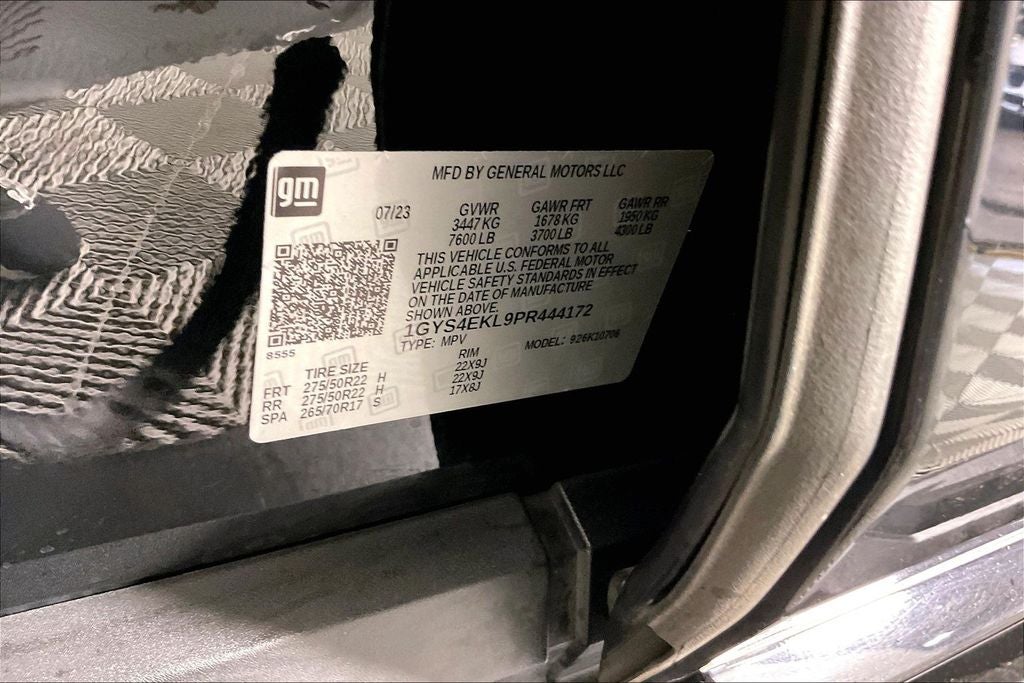 gm
MFD BY GENERAL MOTORS LLC
07/23
GVWR GAWR FRT GAWR RR
3447 KG 1678 KG 1950 KG
7600 LB 3700 LB 4300 LB
THIS VEHICLE CONFORMS TO ALL
APPLICABLE U.S. FEDERAL MOTOR
VEHICLE SAFETY STANDARDS IN EFFECT
ON THE DATE OF MANUFACTURE
SHOWN ABOVE.
1GYS4EKL9PR444172
TYPE: MPV MODEL: 926K10706
8555
TIRE SIZE RIM
FRT 275/50R22 H 22X9J
RR 275/50R22 H 22X9J
SPA 265/70R17 S 17X8J